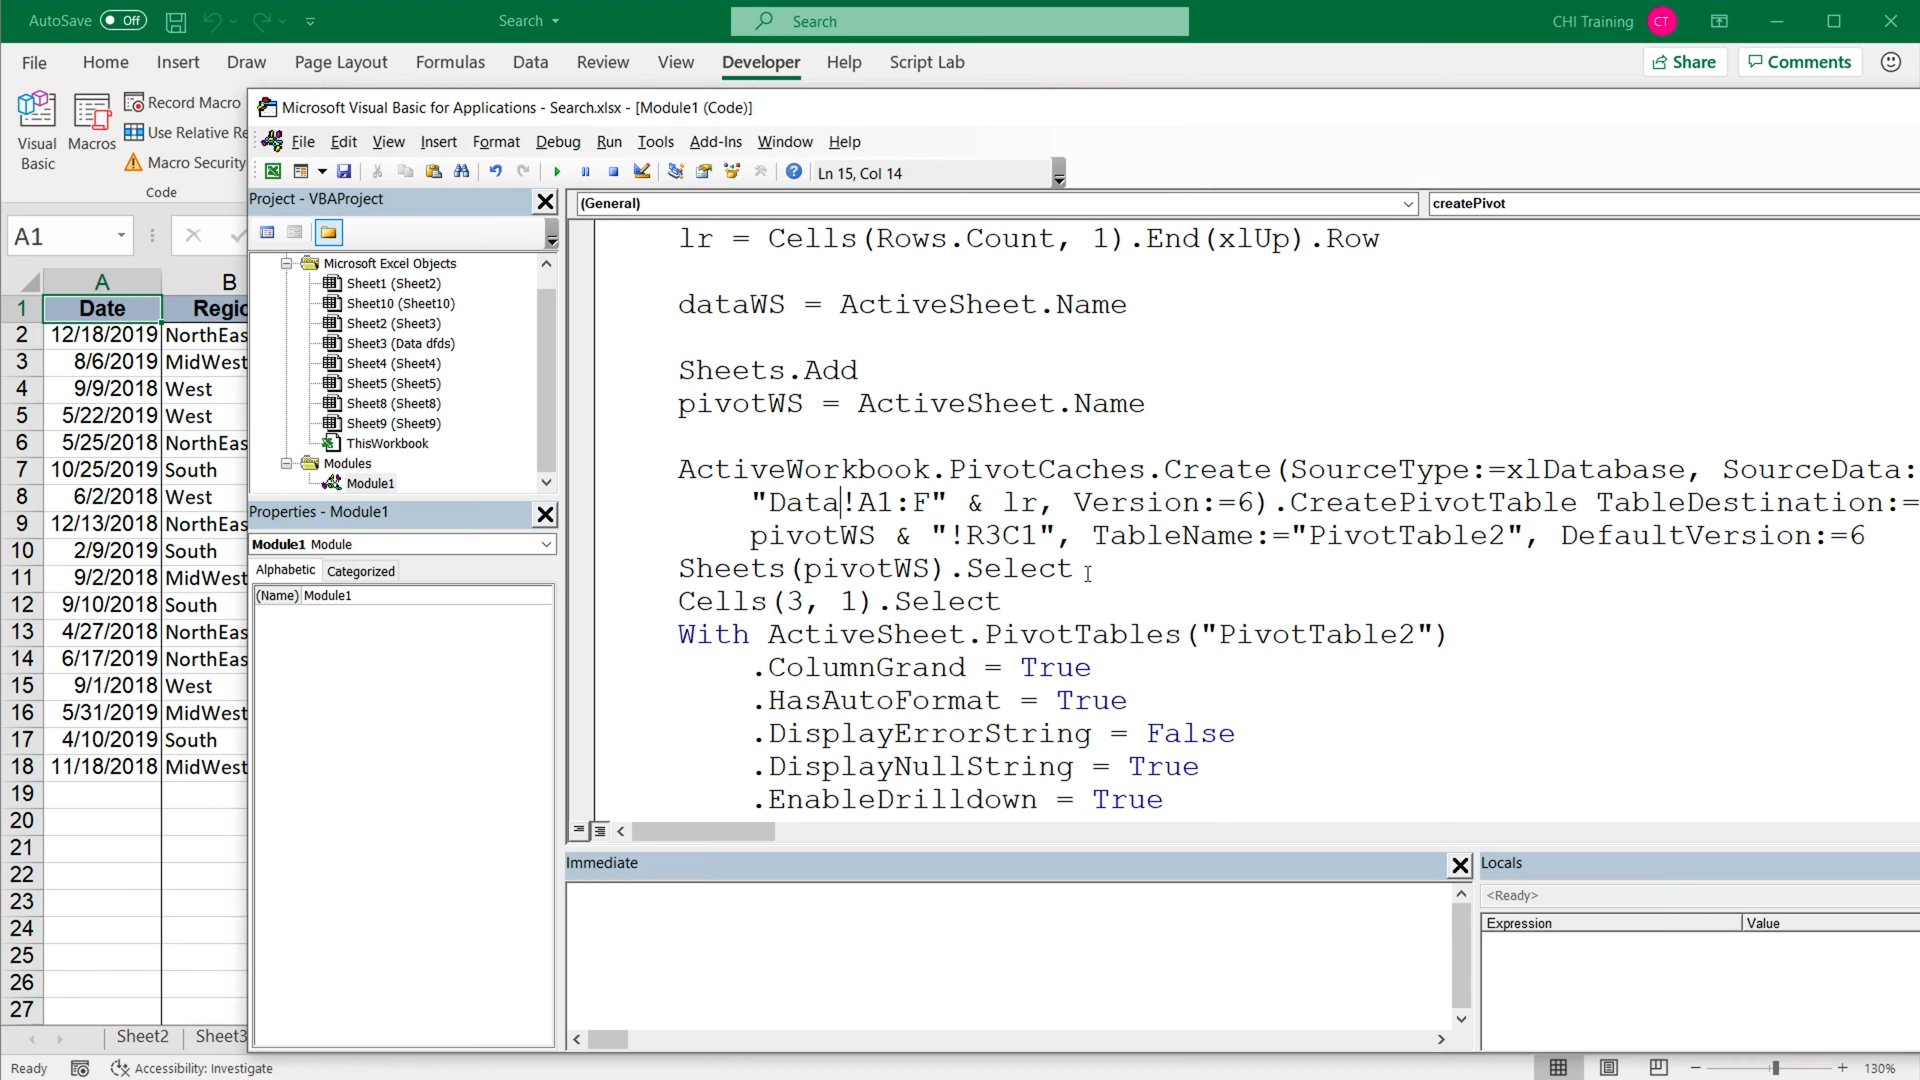 AutoSave Off Search Search CHI Training CT
File Home Insert Draw Page Layout Formulas Data Review View Developer Help Script Lab Share Comments
Visual Basic
Macros
Record Macro
Use Relative Re
Macro Security
Code
A1
A B
1 Date Regio
2 12/18/2019 NorthEas
3 8/6/2019 MidWest
4 9/9/2018 West
5 5/22/2019 West
6 5/25/2018 NorthEas
7 10/25/2019 South
8 6/2/2018 West
9 12/13/2018 NorthEas
10 2/9/2019 South
11 9/2/2018 MidWest
12 9/10/2018 South
13 4/27/2018 NorthEas
14 6/17/2019 NorthEas
15 9/1/2018 West
16 5/31/2019 MidWest
17 4/10/2019 South
18 11/18/2018 MidWest
19
20
21
22
23
24
25
26
27
Sheet2 Sheet3
Microsoft Visual Basic for Applications - Search.xlsx - [Module1 (Code)]
File Edit View Insert Format Debug Run Tools Add-Ins Window Help
Ln 15, Col 14
Project - VBAProject
Microsoft Excel Objects
Sheet1 (Sheet2)
Sheet10 (Sheet10)
Sheet2 (Sheet3)
Sheet3 (Data dfds)
Sheet4 (Sheet4)
Sheet5 (Sheet5)
Sheet8 (Sheet8)
Sheet9 (Sheet9)
ThisWorkbook
Modules
Module1
Properties - Module1
Module1 Module
Alphabetic Categorized
(Name) Module1
(General) createPivot
lr = Cells(Rows.Count, 1).End(xlUp).Row
dataWS = ActiveSheet.Name
Sheets.Add
pivotWS = ActiveSheet.Name
ActiveWorkbook.PivotCaches.Create(SourceType:=xlDatabase, SourceData:
"Data!A1:F" & lr, Version:=6).CreatePivotTable TableDestination:=
pivotWS & "!R3C1", TableName:="PivotTable2", DefaultVersion:=6
Sheets(pivotWS).Select
Cells(3, 1).Select
With ActiveSheet.PivotTables("PivotTable2")
.ColumnGrand = True
.HasAutoFormat = True
.DisplayErrorString = False
.DisplayNullString = True
.EnableDrilldown = True
Immediate
Locals
<Ready>
Expression Value
Ready Accessibility: Investigate 130%